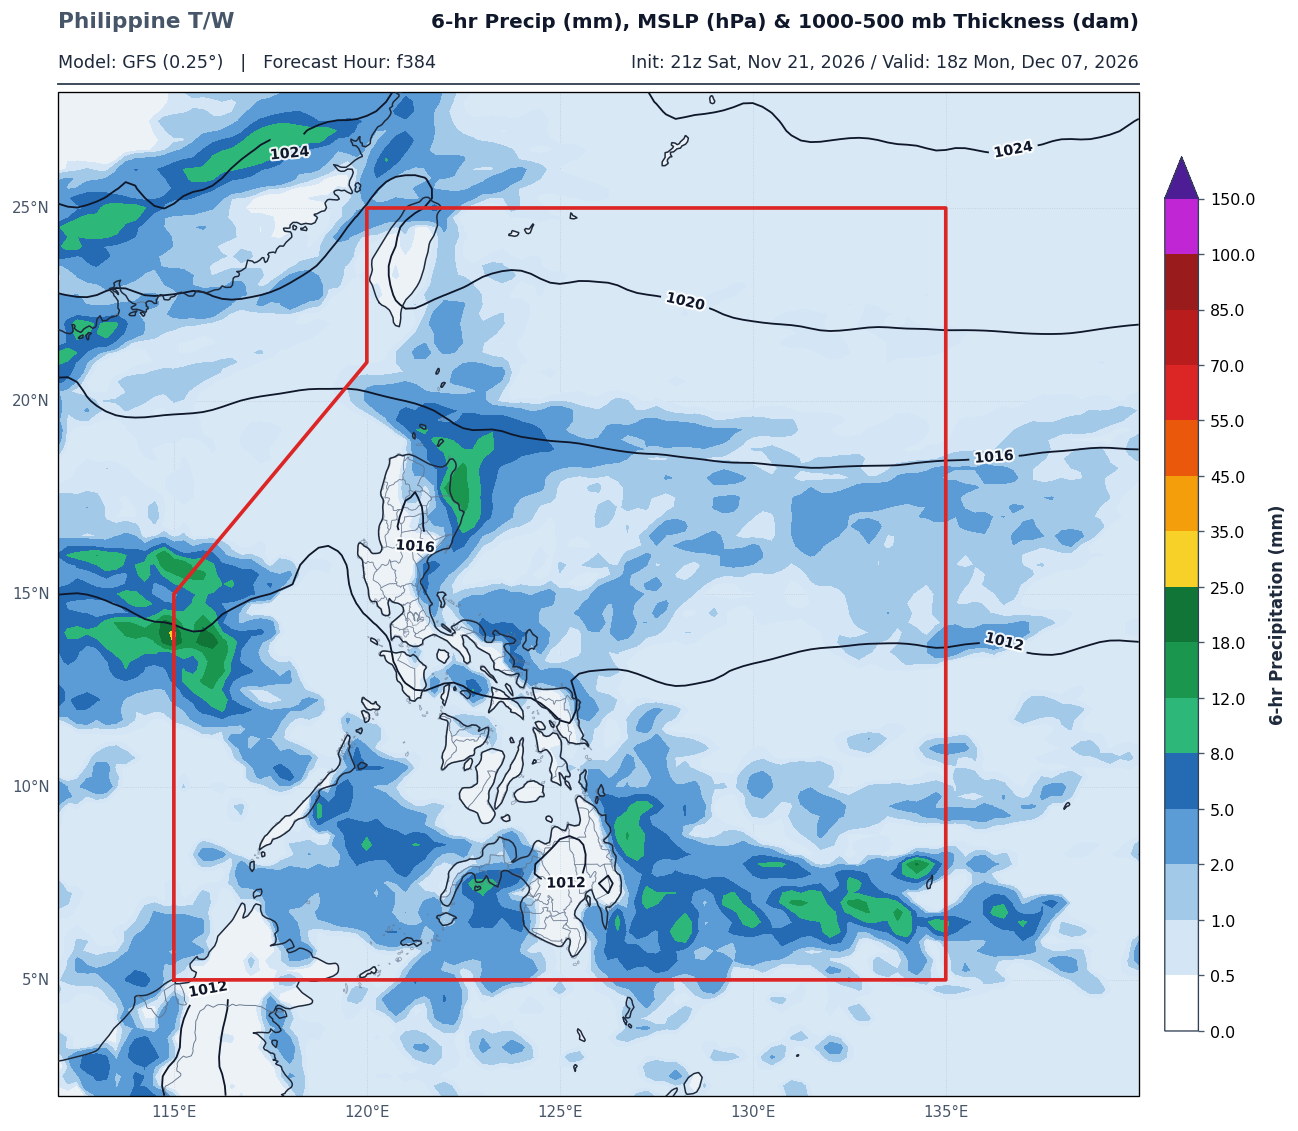 Philippine T/W
6-hr Precip (mm), MSLP (hPa) & 1000-500 mb Thickness (dam)
Model: GFS (0.25°) | Forecast Hour: f384
Init: 21z Sat, Nov 21, 2026 / Valid: 18z Mon, Dec 07, 2026
1024
1024
25°N
1020
20°N
1016
1016
15°N
1012
10°N
1012
5°N
1012
115°E
120°E
125°E
130°E
135°E
150.0
100.0
85.0
70.0
55.0
45.0
35.0
25.0
18.0
12.0
8.0
5.0
2.0
1.0
0.5
0.0
6-hr Precipitation (mm)